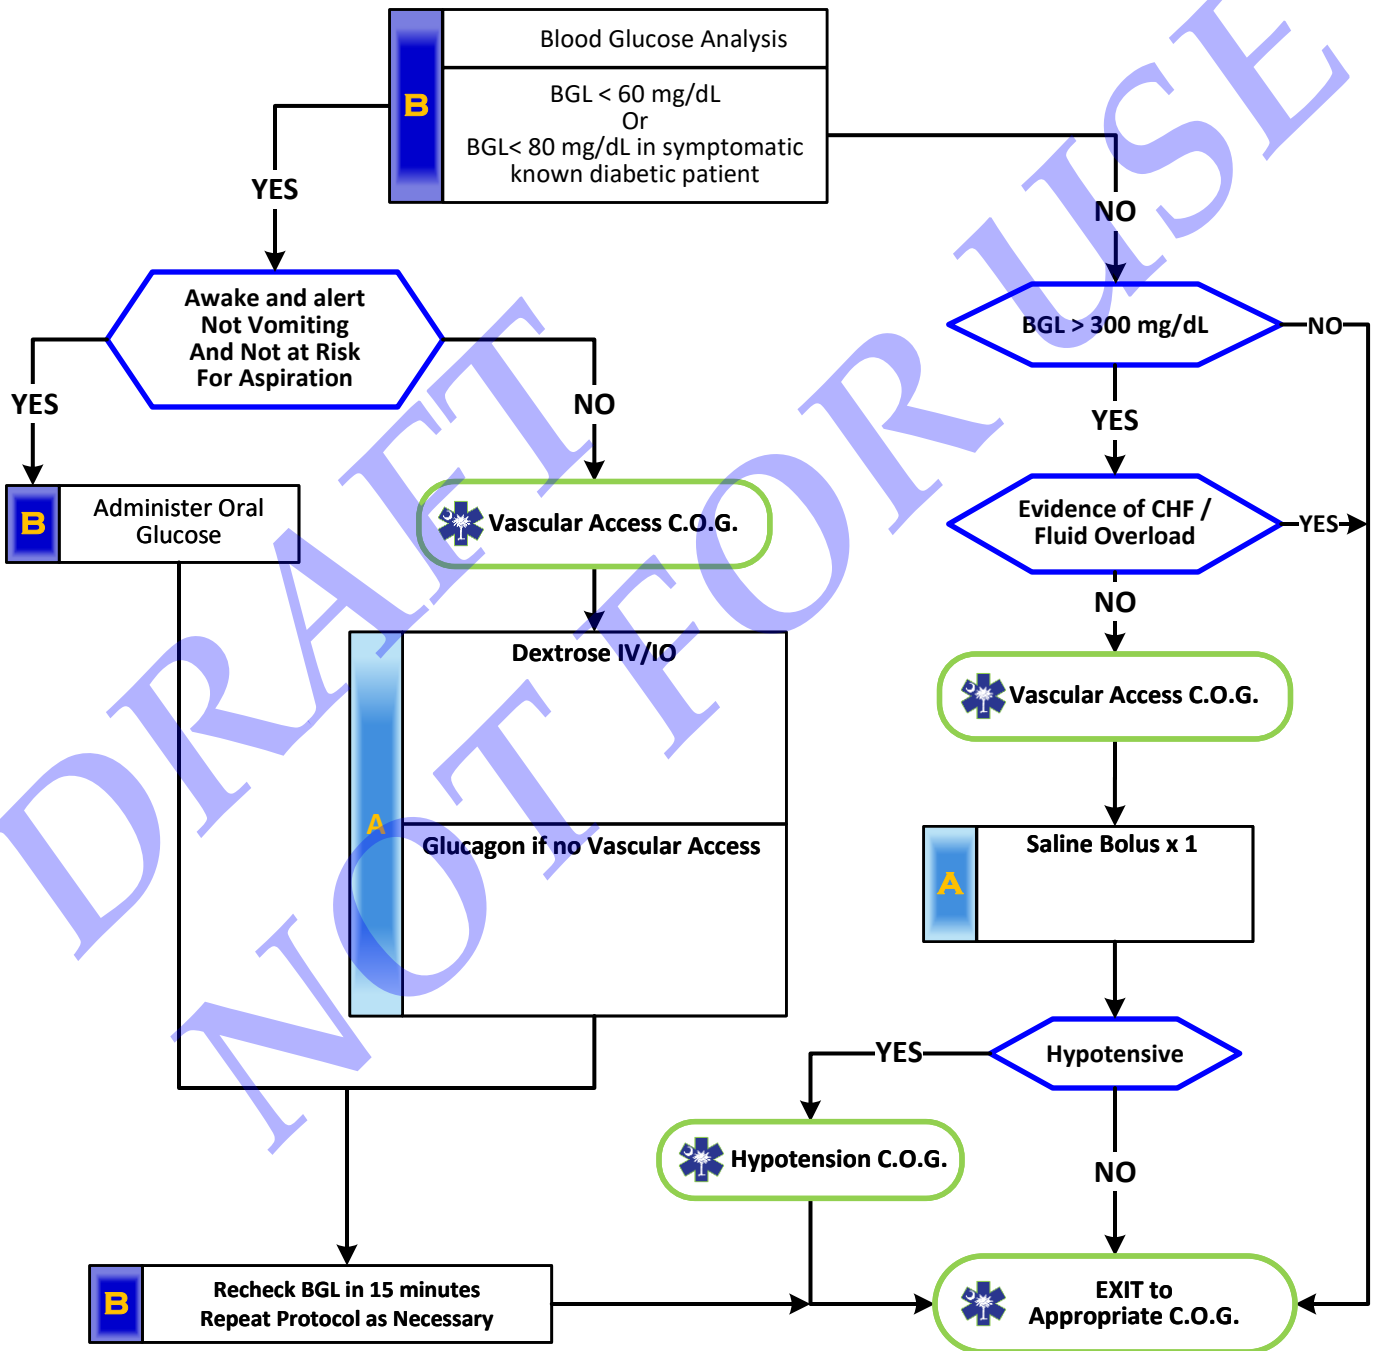 Blood Glucose Analysis
B
BGL < 60 mg/dL
Or
BGL< 80 mg/dL in symptomatic
known diabetic patient
YES
NO
Awake and alert
Not Vomiting
And Not at Risk
For Aspiration
BGL > 300 mg/dL
NO
YES
NO
YES
B
Administer Oral
Glucose
Vascular Access C.O.G.
Evidence of CHF /
Fluid Overload
YES
NO
A
Dextrose IV/IO
Glucagon if no Vascular Access
Vascular Access C.O.G.
A
Saline Bolus x 1
Hypotensive
YES
NO
Hypotension C.O.G.
B
Recheck BGL in 15 minutes
Repeat Protocol as Necessary
EXIT to
Appropriate C.O.G.
DRAFT
NOT FOR USE